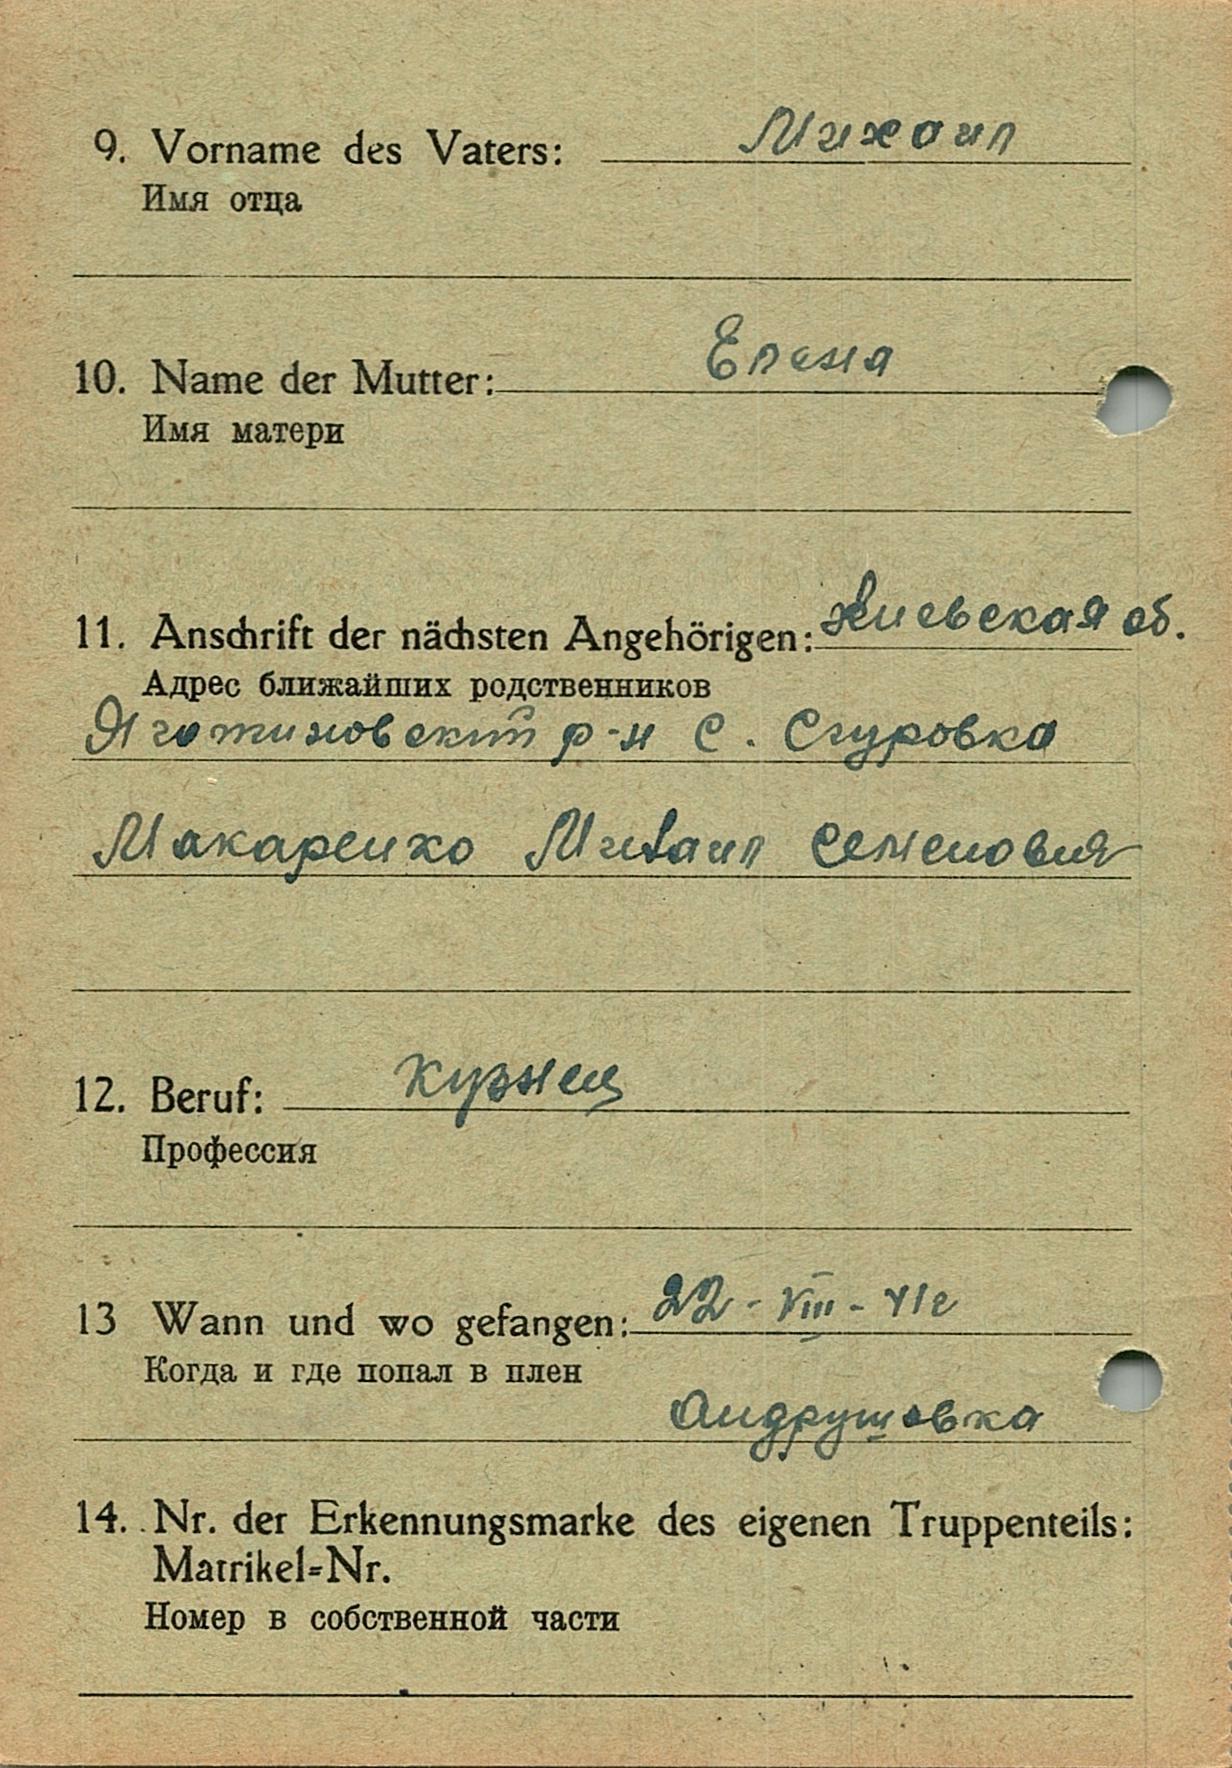 9. Vorname des Vaters: Михаил
Имя отца
10. Name der Mutter: Елена
Имя матери
11. Anschrift der nächsten Angehörigen: Киевская об.
Адрес ближайших родственников
Яготиновский р-н С. Сгуровка
Макаренко Михаил Семенович
12. Beruf: Кузнец
Профессия
13 Wann und wo gefangen: 22 - VIII - 41г
Когда и где попал в плен
Андрушовка
14. Nr. der Erkennungsmarke des eigenen Truppenteils:
Matrikel-Nr.
Номер в собственной части